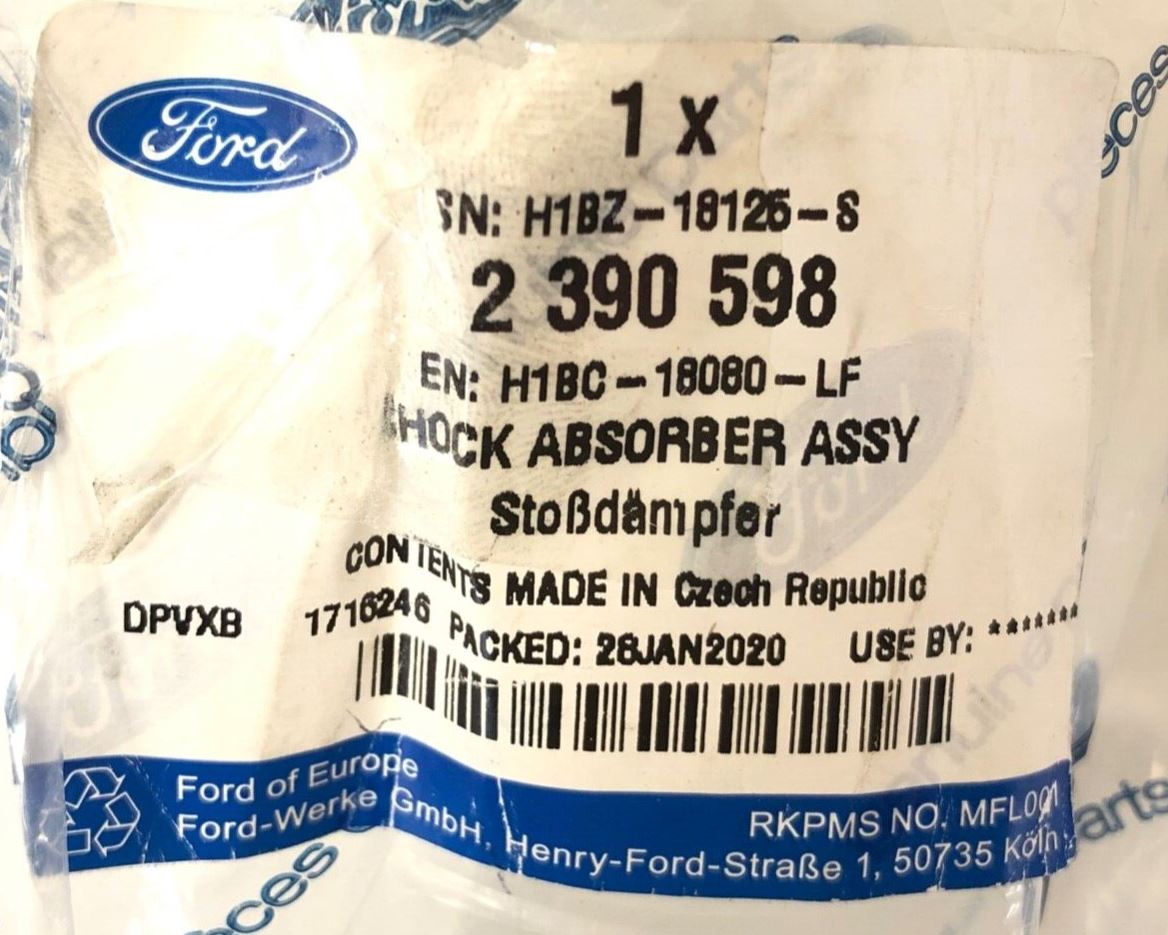 Ford
1 x
SN: H1BZ-18125-S
2 390 598
EN: H1BC-18080-LF
SHOCK ABSORBER ASSY
Stoßdämpfer
CONTENTS MADE IN Czech Republic
DPVXB 1716246 PACKED: 28JAN2020 USE BY: *******
Ford of Europe
Ford-Werke GmbH, Henry-Ford-Straße 1, 50735 Köln
RKPMS NO. MFL001